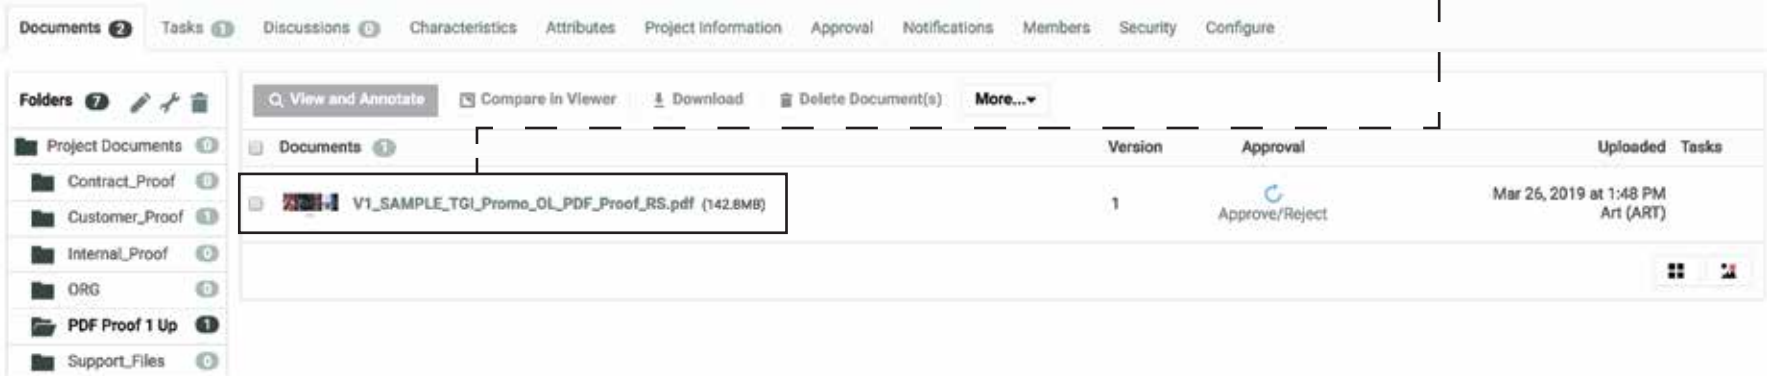 Documents 2 Tasks 1 Discussions 0 Characteristics Attributes Project Information Approval Notifications Members Security Configure
Folders 7
View and Annotate Compare in Viewer Download Delete Document(s) More...
Project Documents 0
Documents 1 Version Approval Uploaded Tasks
Contract_Proof 0
V1_SAMPLE_TGI_Promo_OL_PDF_Proof_RS.pdf (142.8MB) 1 Approve/Reject Mar 26, 2019 at 1:48 PM
Art (ART)
Customer_Proof 1
Internal_Proof 0
ORG 0
PDF Proof 1 Up 1
Support_Files 0